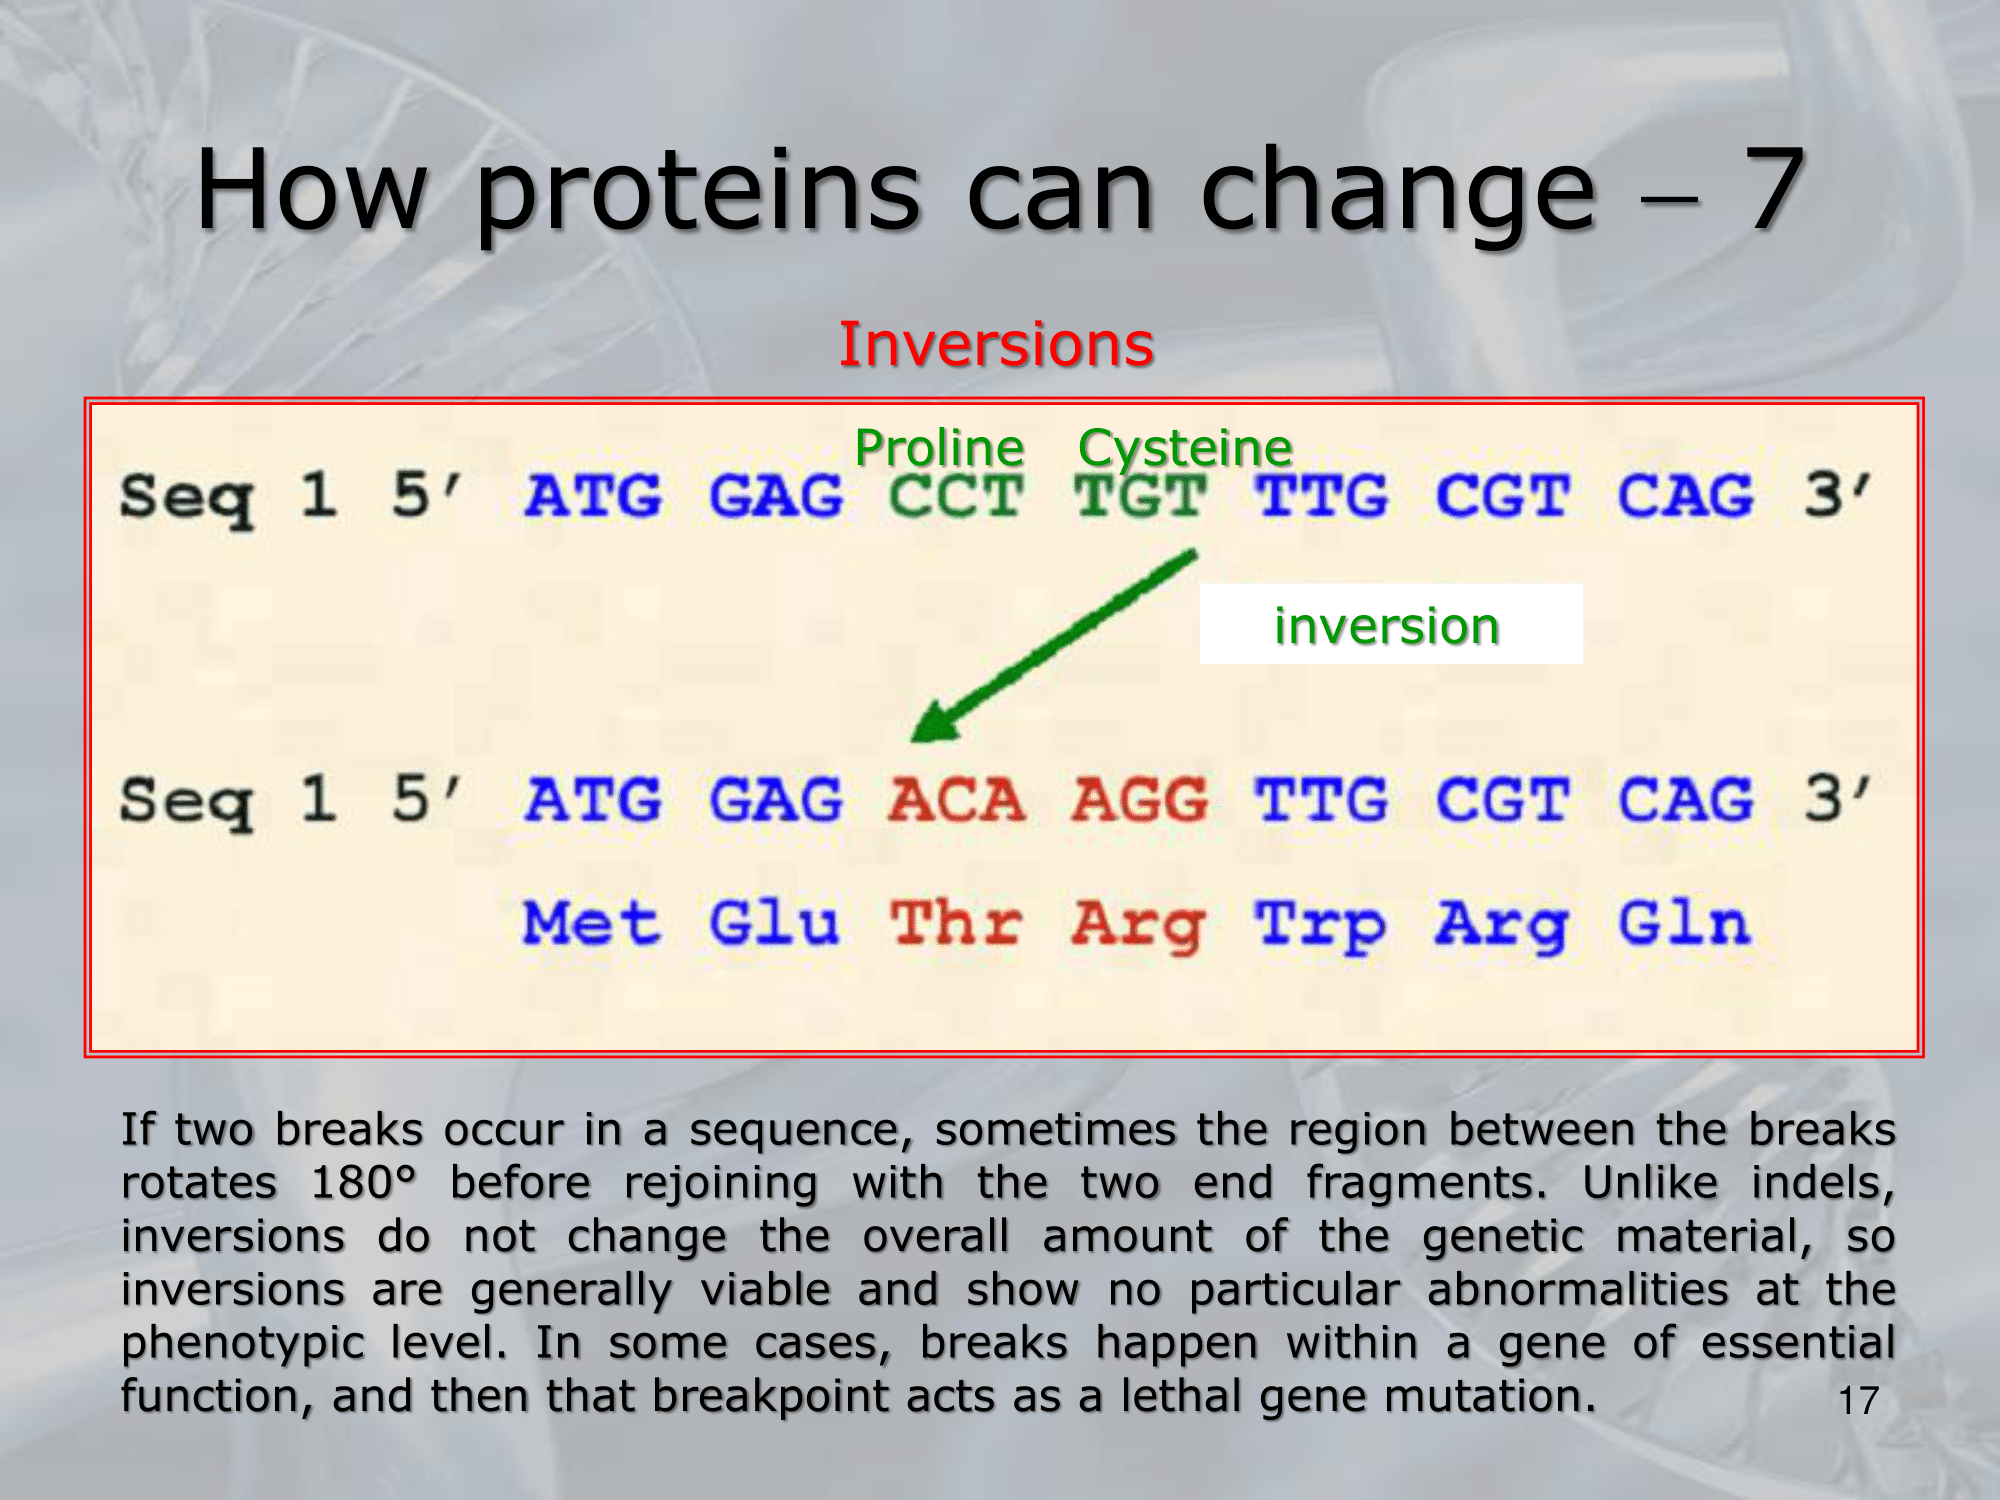 How proteins can change – 7
Inversions
Proline Cysteine
Seq 1 5′ ATG GAG CCT TGT TTG CGT CAG 3′
inversion
Seq 1 5′ ATG GAG ACA AGG TTG CGT CAG 3′
Met Glu Thr Arg Trp Arg Gln
If two breaks occur in a sequence, sometimes the region between the breaks
rotates 180° before rejoining with the two end fragments. Unlike indels,
inversions do not change the overall amount of the genetic material, so
inversions are generally viable and show no particular abnormalities at the
phenotypic level. In some cases, breaks happen within a gene of essential
function, and then that breakpoint acts as a lethal gene mutation.
17